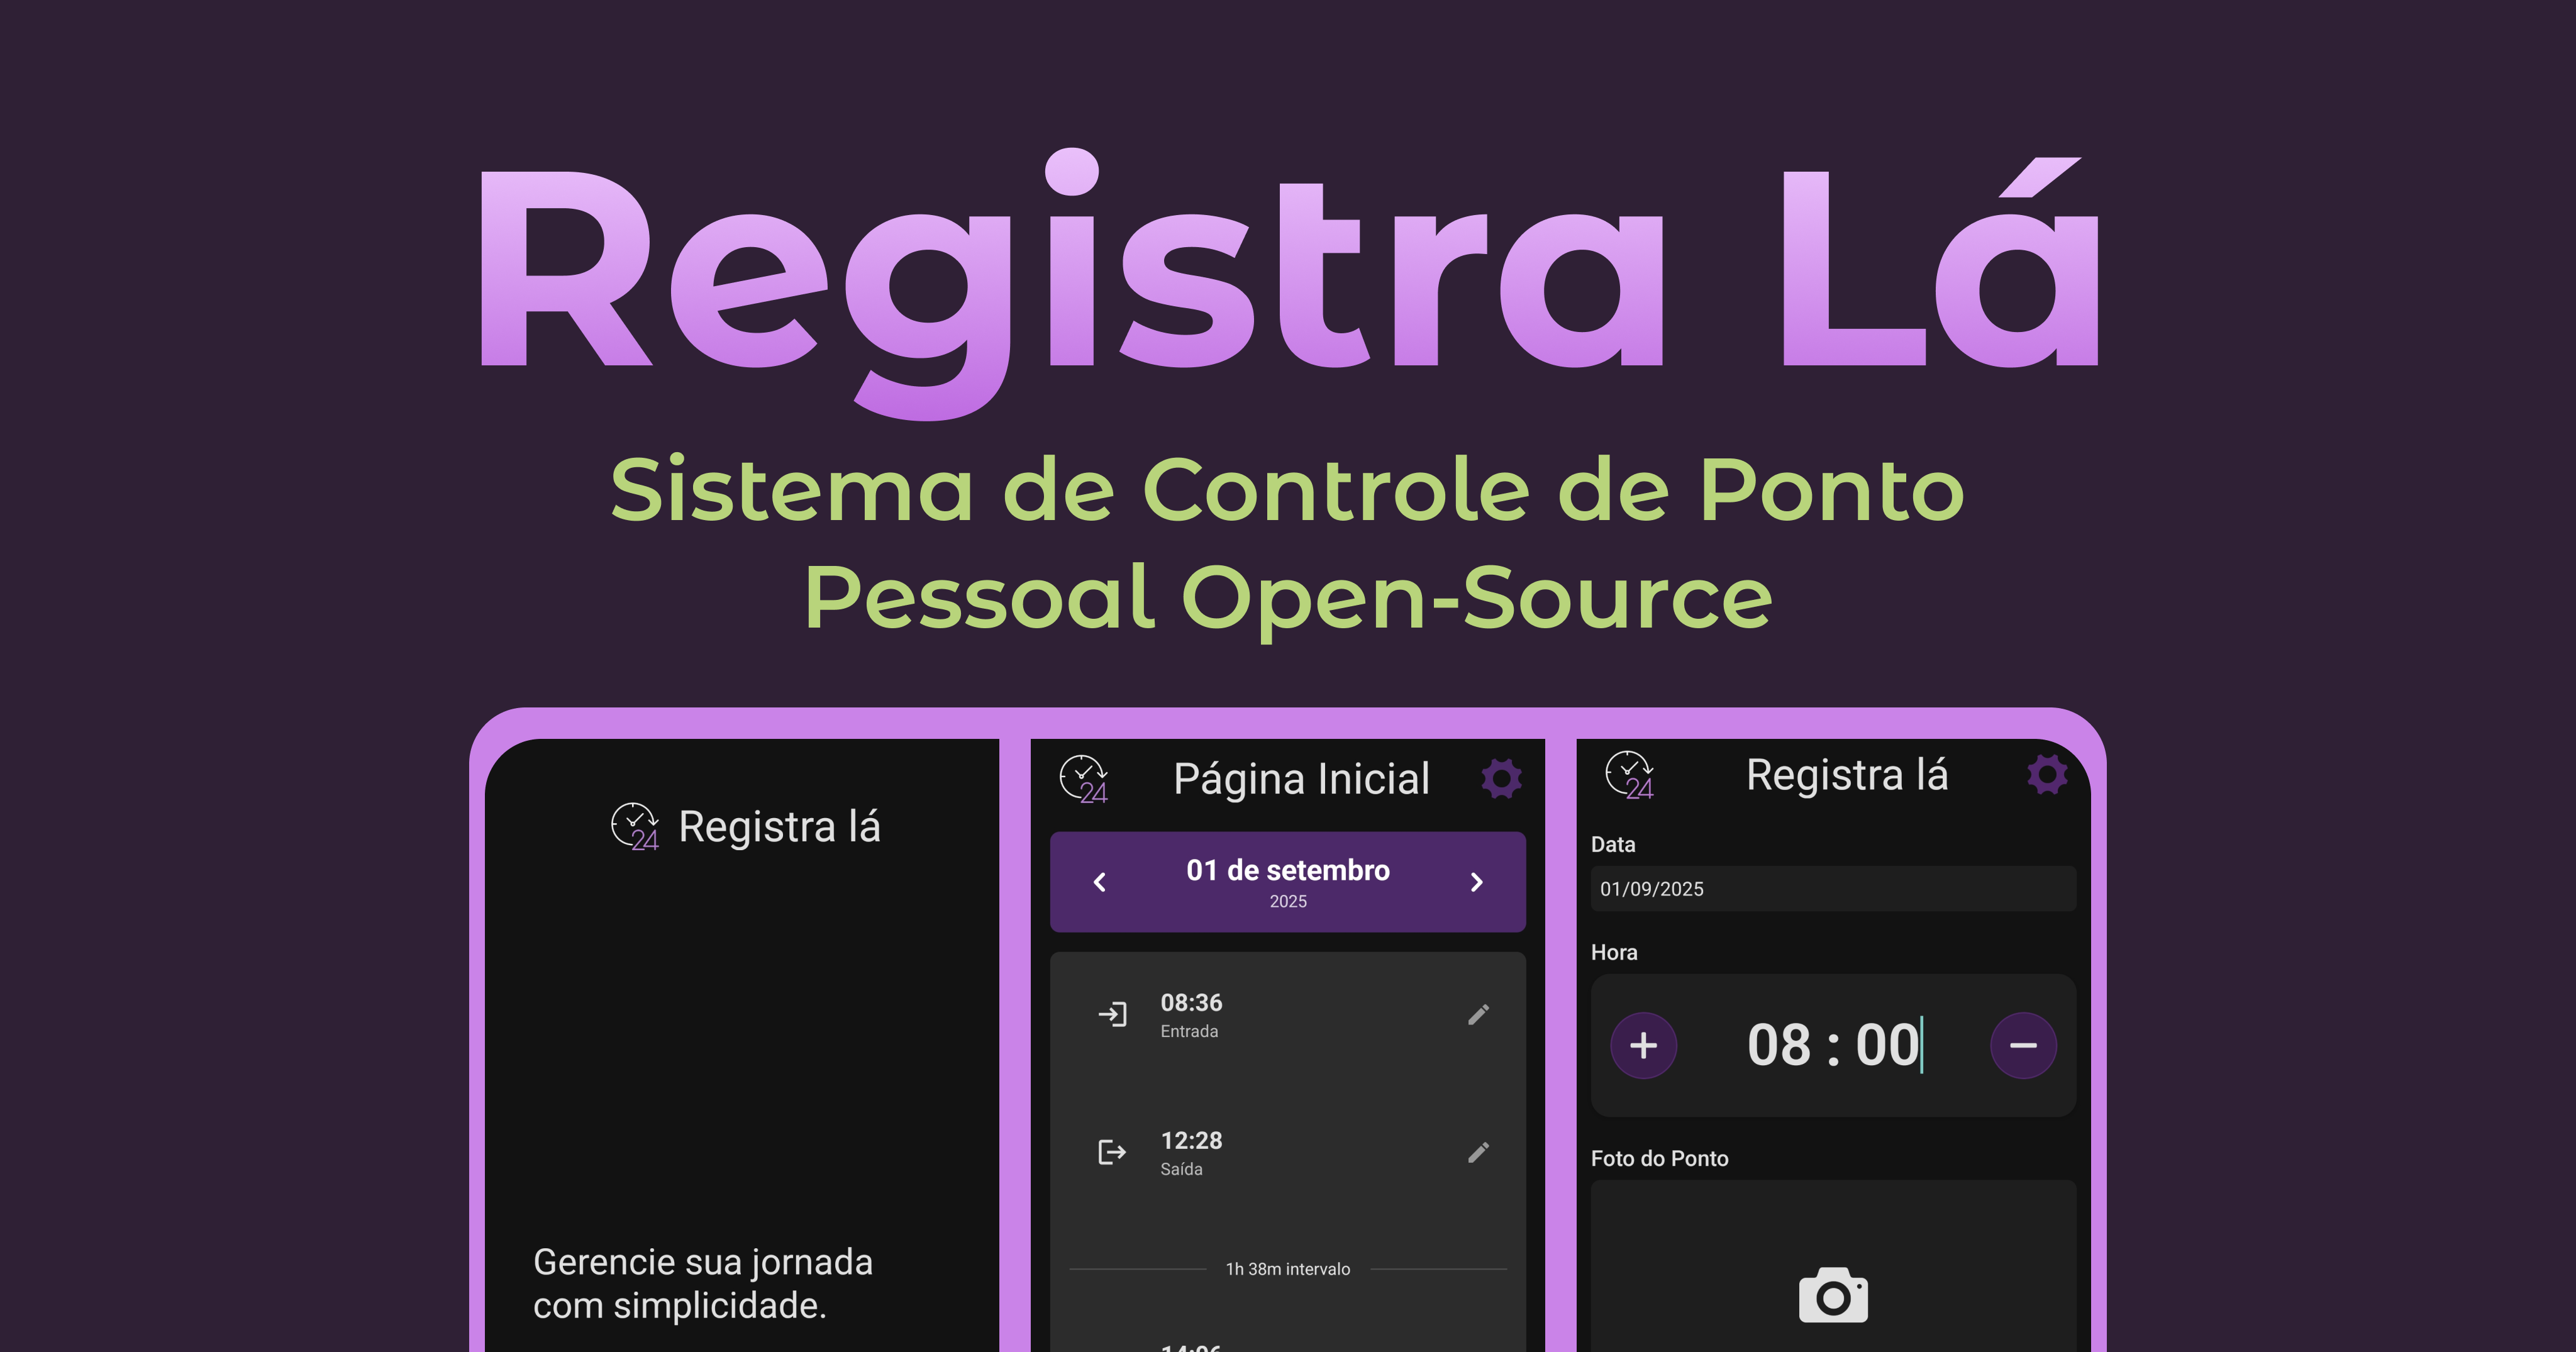 Registra Lá
Sistema de Controle de Ponto
Pessoal Open-Source
24 Registra lá
Gerencie sua jornada
com simplicidade.
24 Página Inicial
01 de setembro
2025
08:36
Entrada
12:28
Saída
1h 38m intervalo
24 Registra lá
Data
01/09/2025
Hora
+ 08 : 00 −
Foto do Ponto